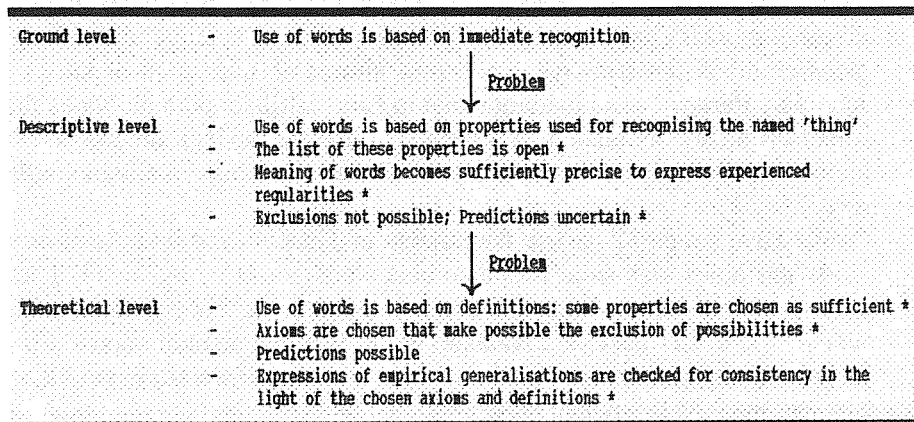 Ground level - Use of words is based on immediate recognition
Problem
Descriptive level - Use of words is based on properties used for recognising the named 'thing'
- The list of these properties is open *
- Meaning of words becomes sufficiently precise to express experienced
regularities *
- Exclusions not possible; Predictions uncertain *
Problem
Theoretical level - Use of words is based on definitions: some properties are chosen as sufficient *
- Axioms are chosen that make possible the exclusion of possibilities *
- Predictions possible
- Expressions of empirical generalisations are checked for consistency in the
light of the chosen axioms and definitions *